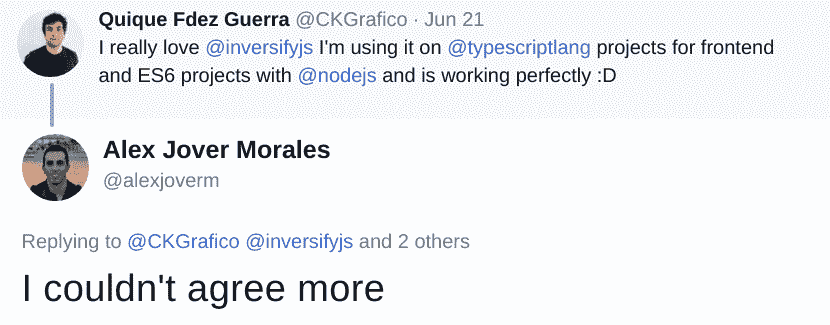 Quique Fdez Guerra @CKGrafico · Jun 21
I really love @inversifyjs I'm using it on @typescriptlang projects for frontend
and ES6 projects with @nodejs and is working perfectly :D
Alex Jover Morales
@alexjoverm
Replying to @CKGrafico @inversifyjs and 2 others
I couldn't agree more